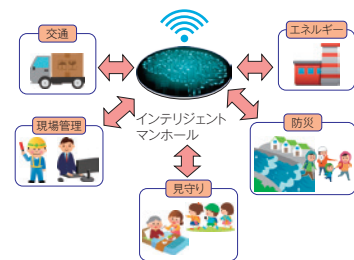 交通
エネルギー
インテリジェント
マンホール
現場管理
防災
見守り